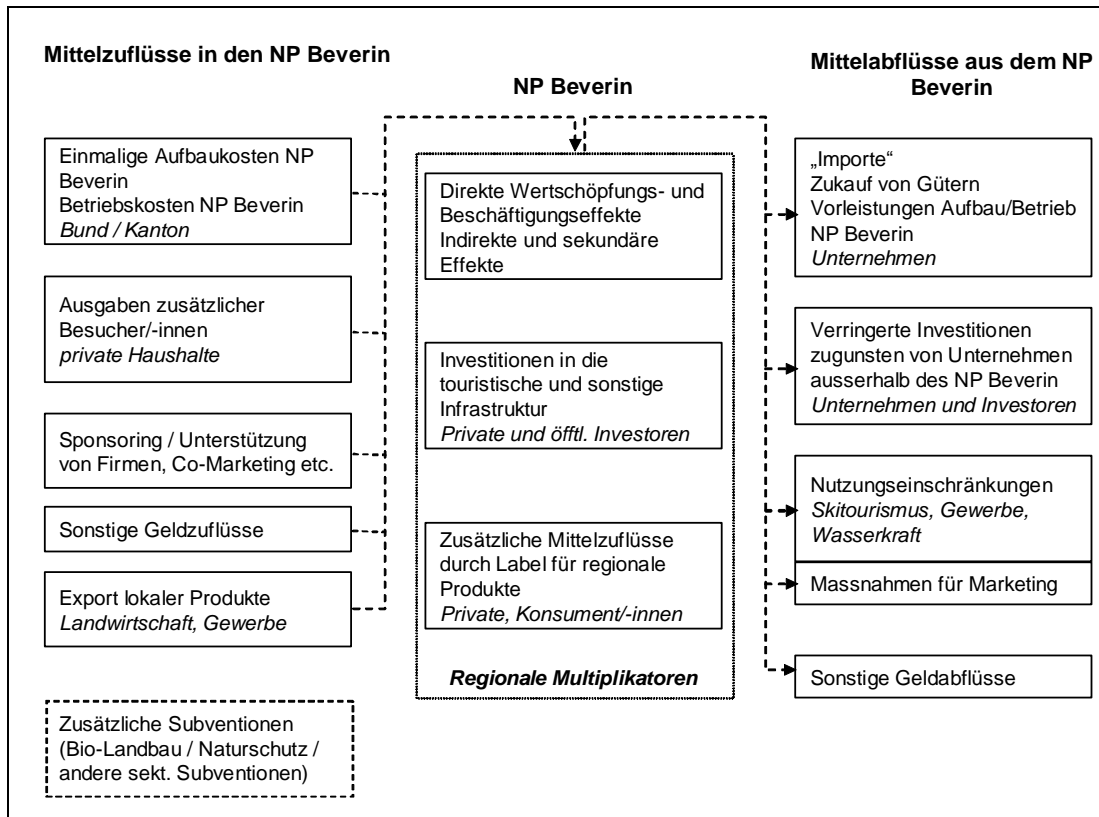 Mittelzuflüsse in den NP Beverin
Einmalige Aufbaukosten NP
Beverin
Betriebskosten NP Beverin
Bund / Kanton
Ausgaben zusätzlicher
Besucher/-innen
private Haushalte
Sponsoring / Unterstützung
von Firmen, Co-Marketing etc.
Sonstige Geldzuflüsse
Export lokaler Produkte
Landwirtschaft, Gewerbe
Zusätzliche Subventionen
(Bio-Landbau / Naturschutz /
andere sekt. Subventionen)
NP Beverin
Direkte Wertschöpfungs- und
Beschäftigungseffekte
Indirekte und sekundäre
Effekte
Investitionen in die
touristische und sonstige
Infrastruktur
Private und öfftl. Investoren
Zusätzliche Mittelzuflüsse
durch Label für regionale
Produkte
Private, Konsument/-innen
Regionale Multiplikatoren
Mittelabflüsse aus dem NP
Beverin
„Importe“
Zukauf von Gütern
Vorleistungen Aufbau/Betrieb
NP Beverin
Unternehmen
Verringerte Investitionen
zugunsten von Unternehmen
ausserhalb des NP Beverin
Unternehmen und Investoren
Nutzungseinschränkungen
Skitourismus, Gewerbe,
Wasserkraft
Massnahmen für Marketing
Sonstige Geldabflüsse